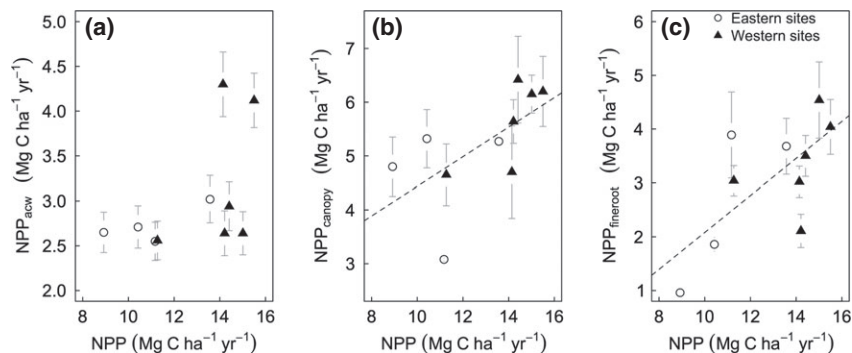 (a)
5.0
4.5
4.0
3.5
3.0
2.5
2.0
NPPacw (Mg C ha⁻¹ yr⁻¹)
8 10 12 14 16
NPP (Mg C ha⁻¹ yr⁻¹)
(b)
7
6
5
4
3
NPPcanopy (Mg C ha⁻¹ yr⁻¹)
8 10 12 14 16
NPP (Mg C ha⁻¹ yr⁻¹)
(c)
Eastern sites
Western sites
6
5
4
3
2
1
NPPfineroot (Mg C ha⁻¹ yr⁻¹)
8 10 12 14 16
NPP (Mg C ha⁻¹ yr⁻¹)